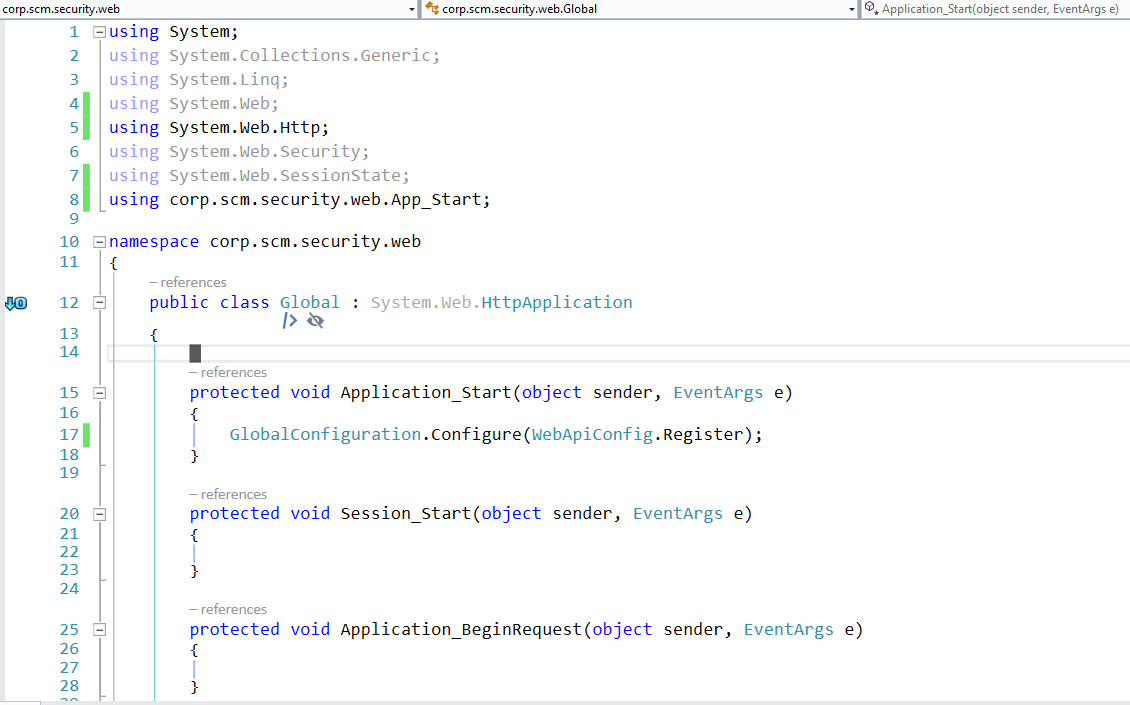 corp.scm.security.web corp.scm.security.web.Global Application_Start(object sender, EventArgs e)
1 using System;
2 using System.Collections.Generic;
3 using System.Linq;
4 using System.Web;
5 using System.Web.Http;
6 using System.Web.Security;
7 using System.Web.SessionState;
8 using corp.scm.security.web.App_Start;
9
10 namespace corp.scm.security.web
11 {
– references
12 public class Global : System.Web.HttpApplication
13 {
14
– references
15 protected void Application_Start(object sender, EventArgs e)
16 {
17 GlobalConfiguration.Configure(WebApiConfig.Register);
18 }
19
– references
20 protected void Session_Start(object sender, EventArgs e)
21 {
22
23 }
24
– references
25 protected void Application_BeginRequest(object sender, EventArgs e)
26 {
27
28 }